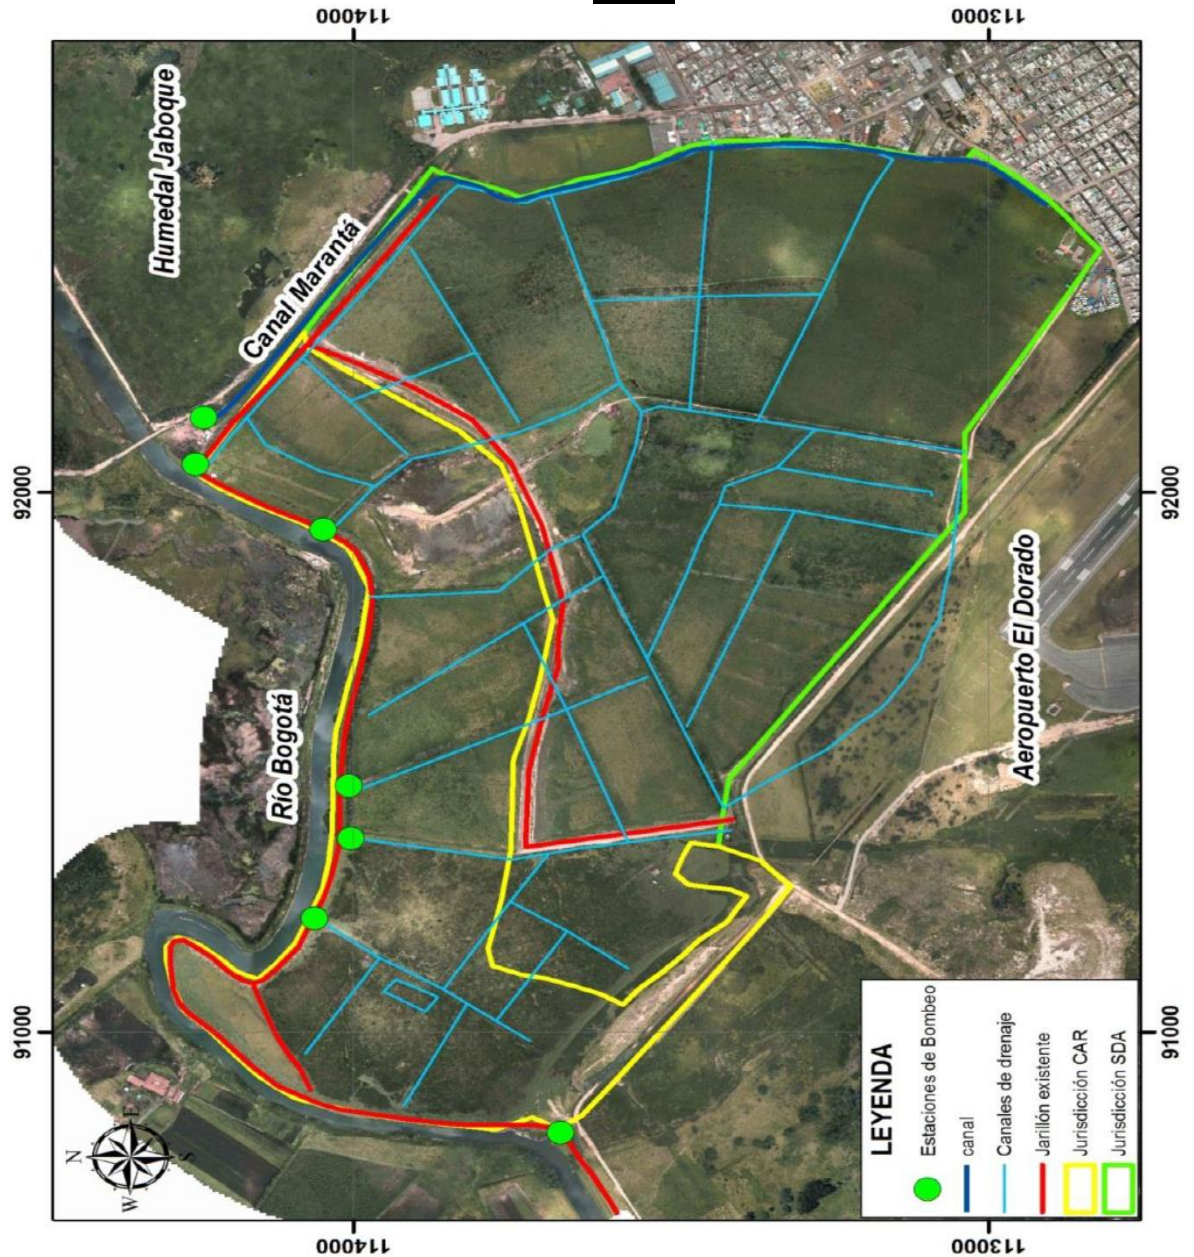 114000
113000
Humedal Jaboque
Canal Marantá
92000
92000
Río Bogotá
Aeropuerto El Dorado
91000
91000
N
W
E
S
LEYENDA
Estaciones de Bombeo
canal
Canales de drenaje
Jarillón existente
Jurisdicción CAR
Jurisdicción SDA
114000
113000